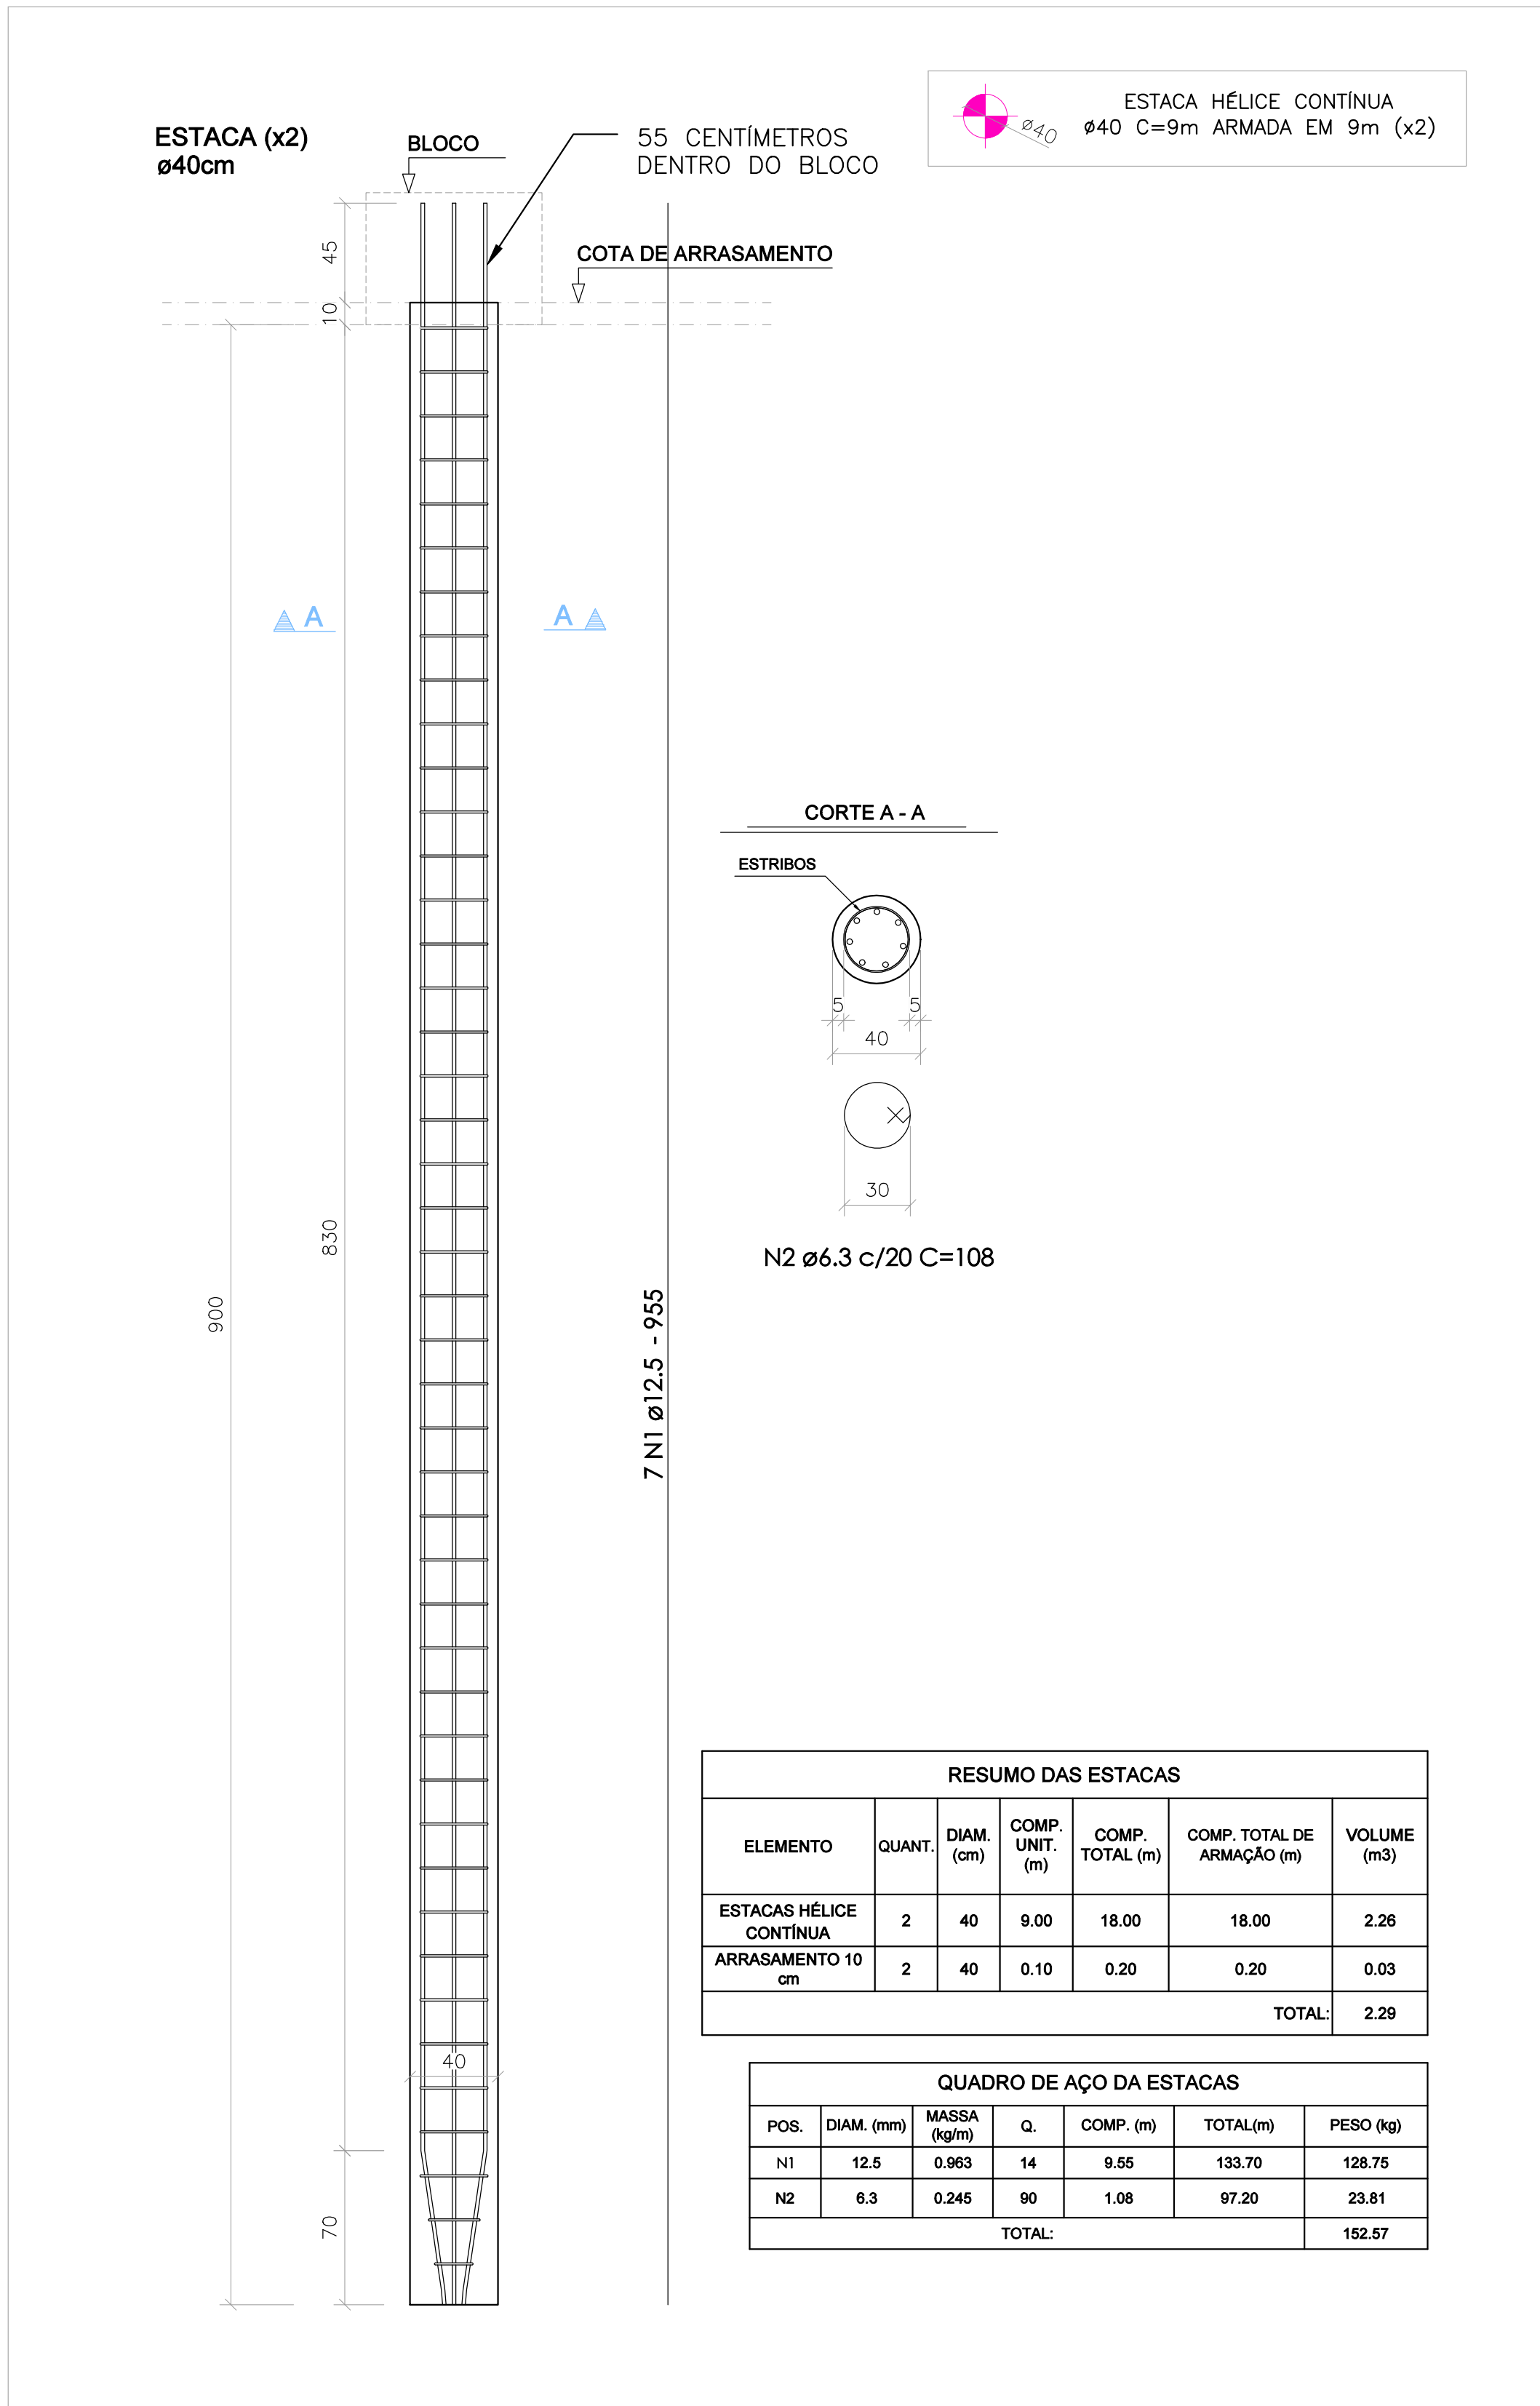 ESTACA (x2)
ø40cm
BLOCO
55 CENTÍMETROS
DENTRO DO BLOCO
ø40
ESTACA HÉLICE CONTÍNUA
ø40 C=9m ARMADA EM 9m (x2)
COTA DE ARRASAMENTO
45
10
A
A
830
900
70
40
7 N1 ø12.5 - 955
CORTE A - A
ESTRIBOS
5
5
40
30
N2 ø6.3 c/20 C=108
RESUMO DAS ESTACAS
ELEMENTO QUANT. DIAM. (cm) COMP. UNIT. (m) COMP. TOTAL (m) COMP. TOTAL DE ARMAÇÃO (m) VOLUME (m3)
ESTACAS HÉLICE CONTÍNUA 2 40 9.00 18.00 18.00 2.26
ARRASAMENTO 10 cm 2 40 0.10 0.20 0.20 0.03
TOTAL: 2.29
QUADRO DE AÇO DA ESTACAS
POS. DIAM. (mm) MASSA (kg/m) Q. COMP. (m) TOTAL(m) PESO (kg)
N1 12.5 0.963 14 9.55 133.70 128.75
N2 6.3 0.245 90 1.08 97.20 23.81
TOTAL: 152.57